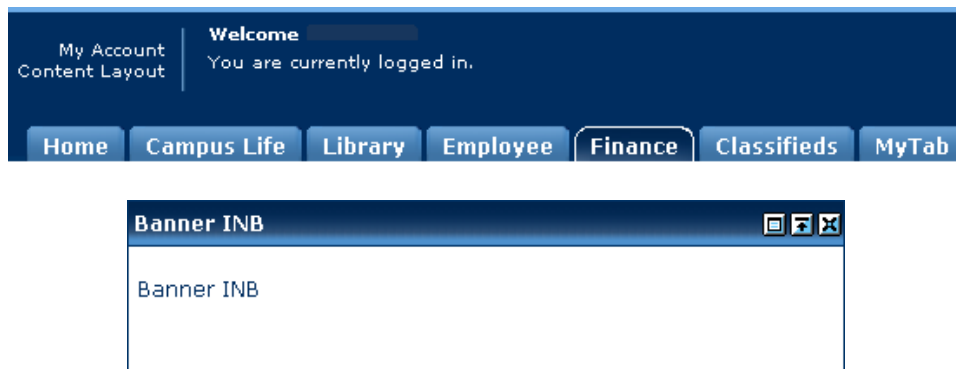 My Account
Content Layout
Welcome
You are currently logged in.
Home Campus Life Library Employee Finance Classifieds MyTab
Banner INB
Banner INB